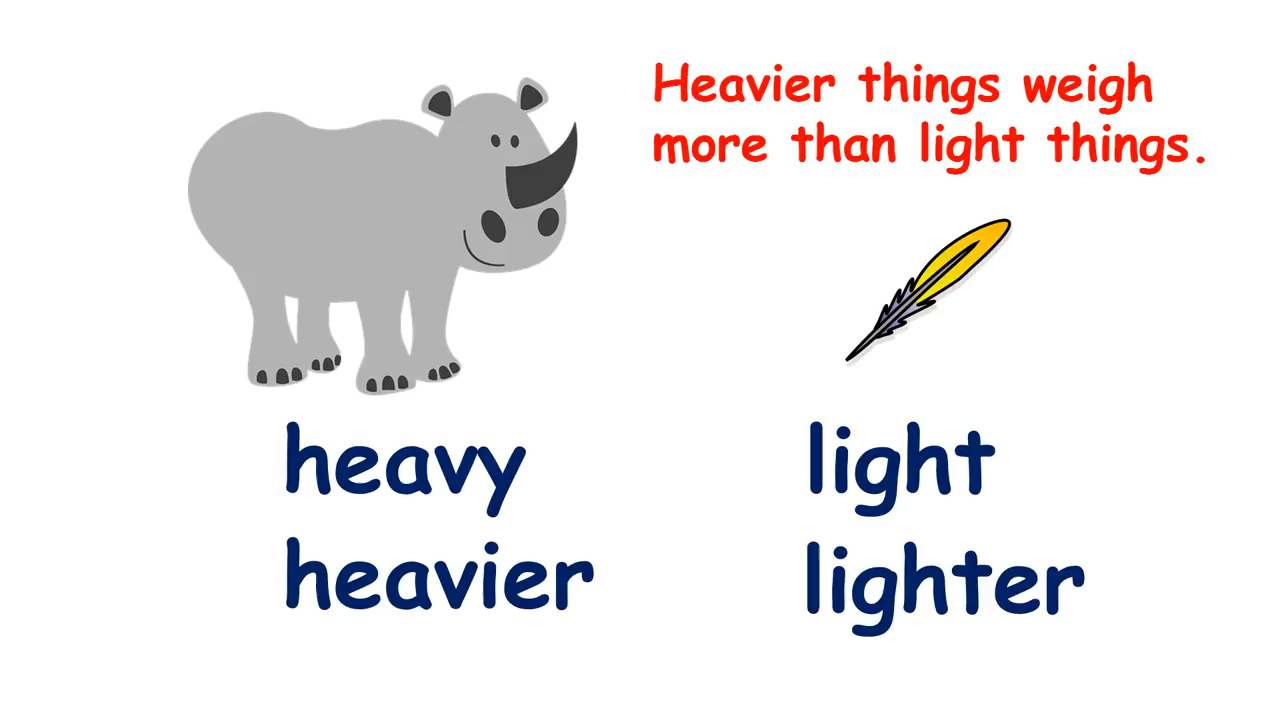 Heavier things weigh
more than light things.
heavy
heavier
light
lighter